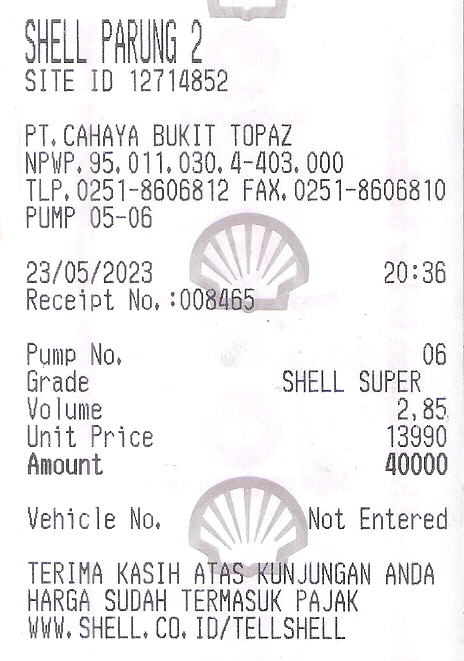 SHELL PARUNG 2
SITE ID 12714852
PT.CAHAYA BUKIT TOPAZ
NPWP.95.011.030.4-403.000
TLP.0251-8606812 FAX.0251-8606810
PUMP 05-06
23/05/2023 20:36
Receipt No.:008465
Pump No. 06
Grade SHELL SUPER
Volume 2,85
Unit Price 13990
Amount 40000
Vehicle No. Not Entered
TERIMA KASIH ATAS KUNJUNGAN ANDA
HARGA SUDAH TERMASUK PAJAK
WWW.SHELL.CO.ID/TELLSHELL